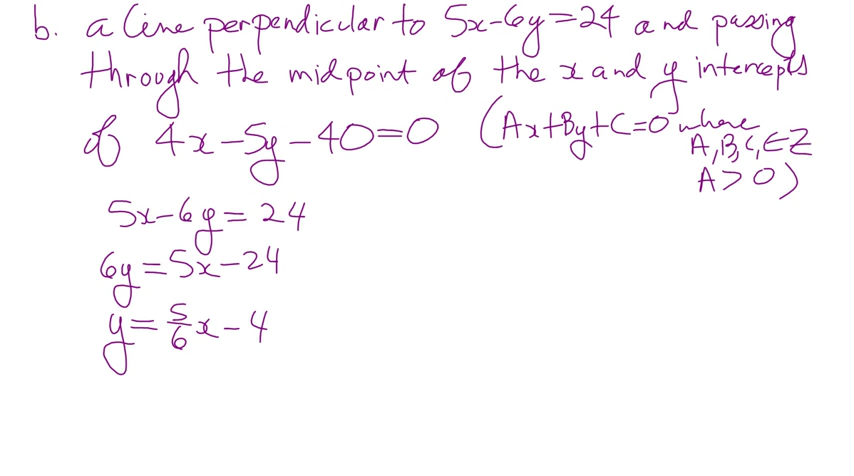 b. a line perpendicular to 5x-6y=24 and passing
through the midpoint of the x and y intercepts
of 4x-5y-40=0 (Ax+By+C=0 where
A,B,C,∈Z
A>0)
5x-6y=24
6y=5x-24
y=5/6x-4